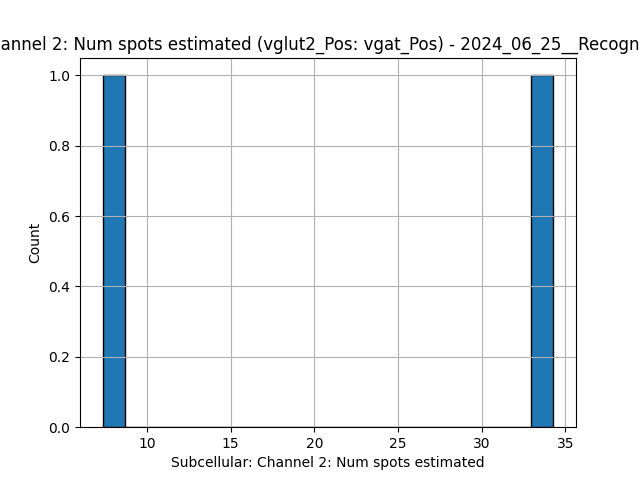 annel 2: Num spots estimated (vglut2_Pos: vgat_Pos) - 2024_06_25__Recogn
1.0
0.8
0.6
0.4
0.2
0.0
Count
10 15 20 25 30 35
Subcellular: Channel 2: Num spots estimated